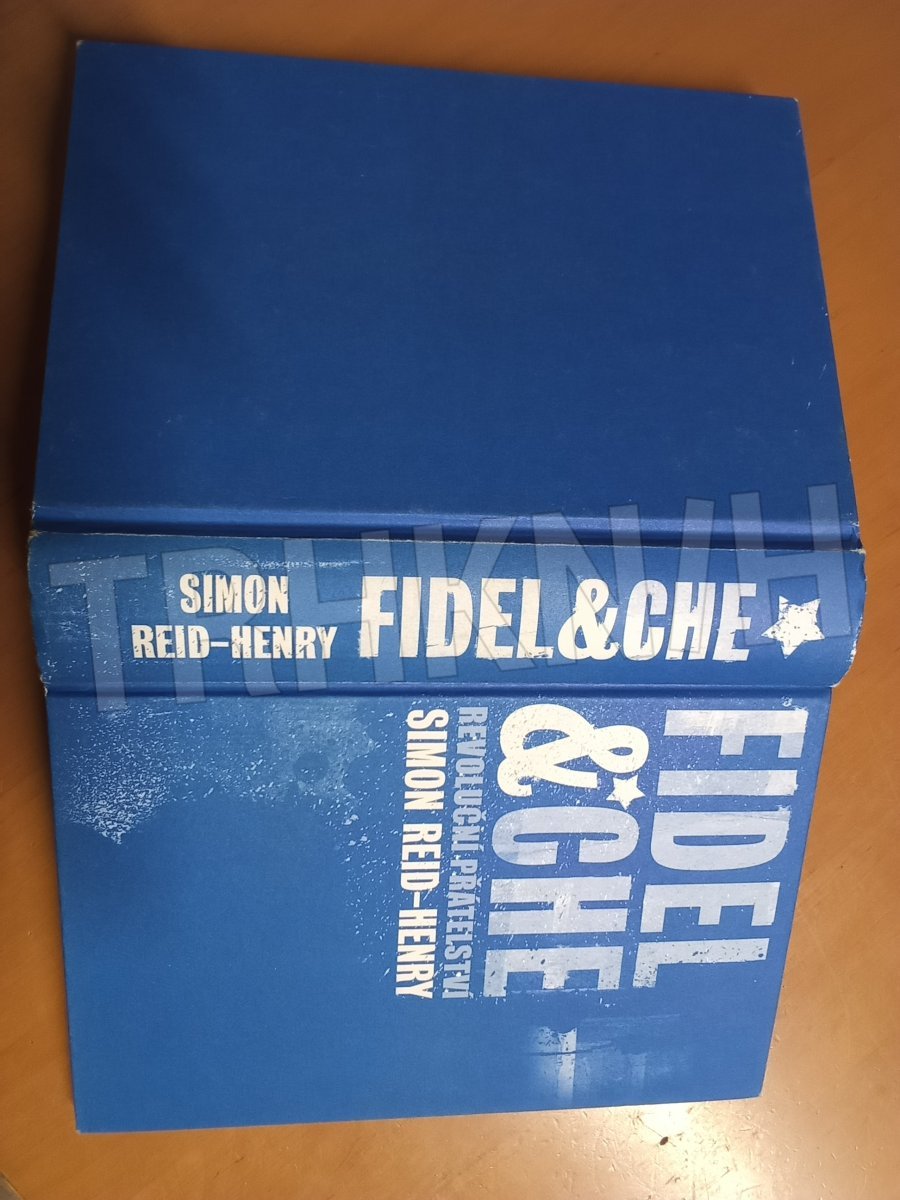 SIMON
REID-HENRY
FIDEL&CHE
FIDEL
&CHE
REVOLUČNÍ PŘÁTELSTVÍ
SIMON REID-HENRY
TRHKNIH